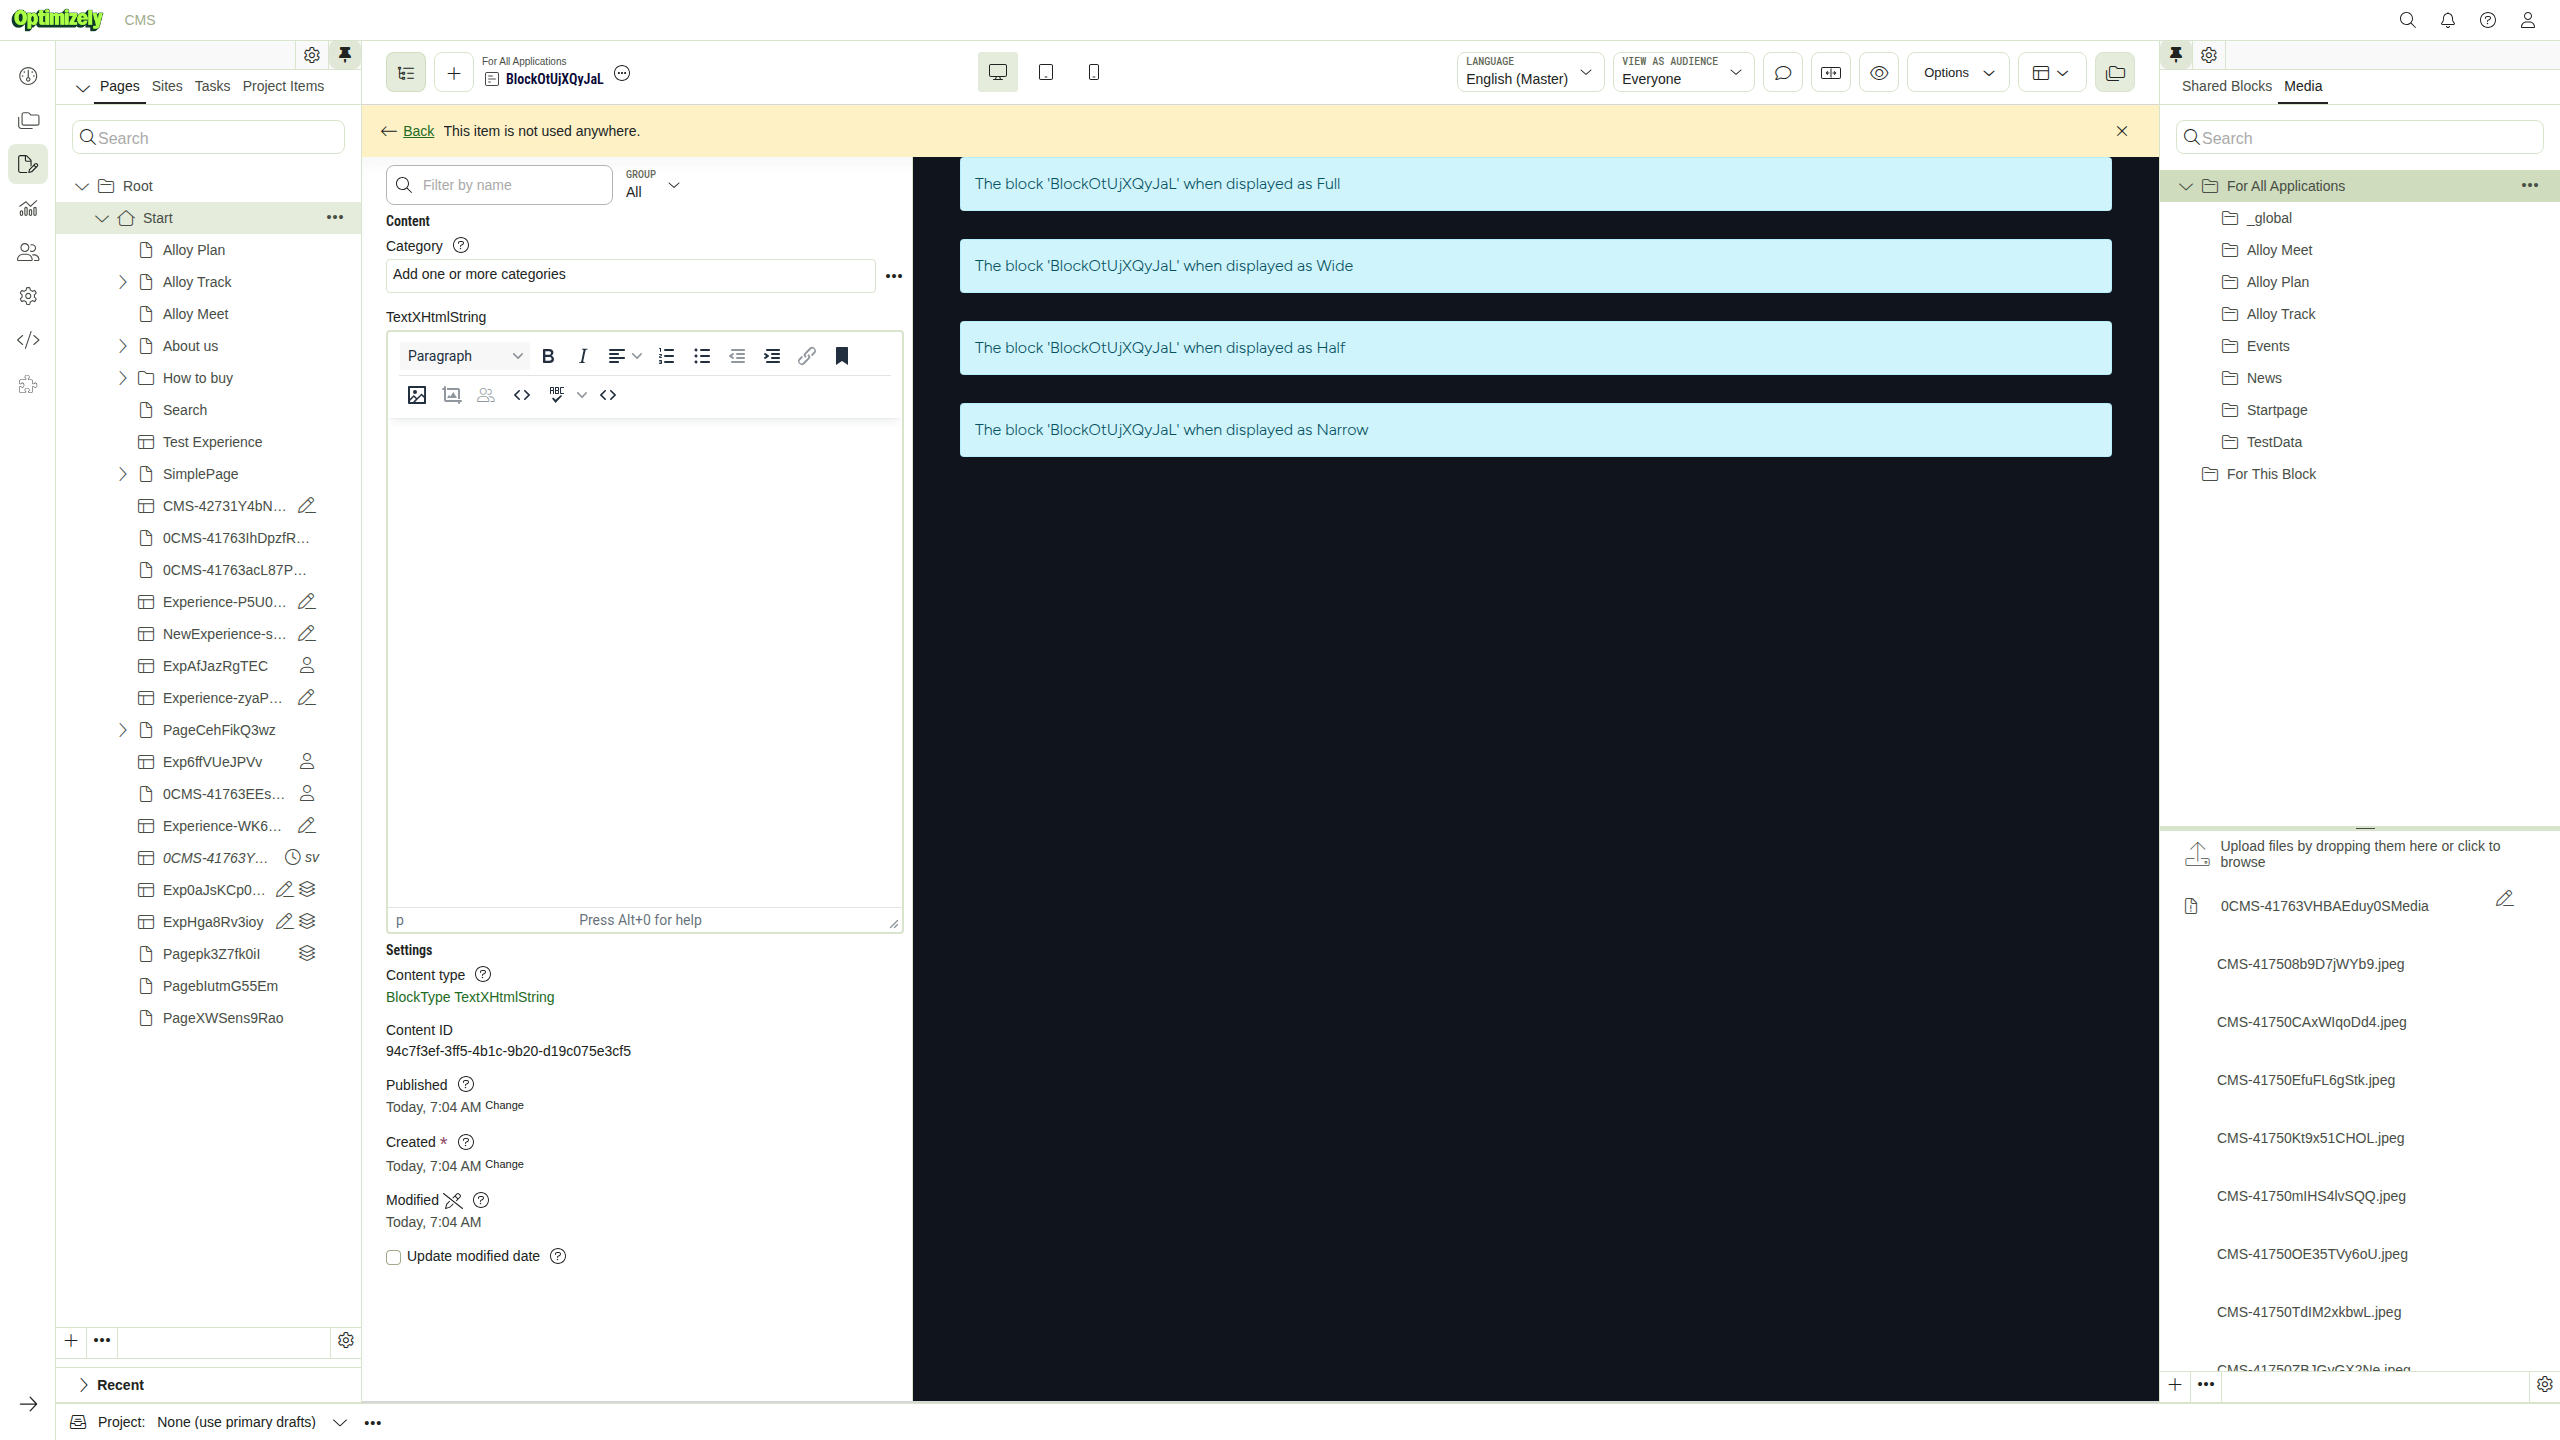 Optimizely CMS
Pages Sites Tasks Project Items
Search
Root
Start
Alloy Plan
Alloy Track
Alloy Meet
About us
How to buy
Search
Test Experience
SimplePage
CMS-42731Y4bN...
0CMS-41763IhDpzfR...
0CMS-41763acL87P...
Experience-P5U0...
NewExperience-s...
ExpAfJazRgTEC
Experience-zyaP...
PageCehFikQ3wz
Exp6ffVUeJPVv
0CMS-41763EEs...
Experience-WK6...
0CMS-41763Y... sv
Exp0aJsKCp0...
ExpHga8Rv3ioy
Pagepk3Z7fk0iI
PagebIutmG55Em
PageXWSens9Rao
Recent
Project: None (use primary drafts)
For All Applications
BlockOtUjXQyJaL
LANGUAGE
English (Master)
VIEW AS AUDIENCE
Everyone
Options
Back This item is not used anywhere.
Filter by name
GROUP
All
Content
Category
Add one or more categories
TextXHtmlString
Paragraph
ABC
p Press Alt+0 for help
Settings
Content type
BlockType TextXHtmlString
Content ID
94c7f3ef-3ff5-4b1c-9b20-d19c075e3cf5
Published
Today, 7:04 AM Change
Created *
Today, 7:04 AM Change
Modified
Today, 7:04 AM
Update modified date
The block 'BlockOtUjXQyJaL' when displayed as Full
The block 'BlockOtUjXQyJaL' when displayed as Wide
The block 'BlockOtUjXQyJaL' when displayed as Half
The block 'BlockOtUjXQyJaL' when displayed as Narrow
Shared Blocks Media
Search
For All Applications
_global
Alloy Meet
Alloy Plan
Alloy Track
Events
News
Startpage
TestData
For This Block
Upload files by dropping them here or click to
browse
0CMS-41763VHBAEduy0SMedia
CMS-417508b9D7jWYb9.jpeg
CMS-41750CAxWIqoDd4.jpeg
CMS-41750EfuFL6gStk.jpeg
CMS-41750Kt9x51CHOL.jpeg
CMS-41750mIHS4lvSQQ.jpeg
CMS-41750OE35TVy6oU.jpeg
CMS-41750TdIM2xkbwL.jpeg